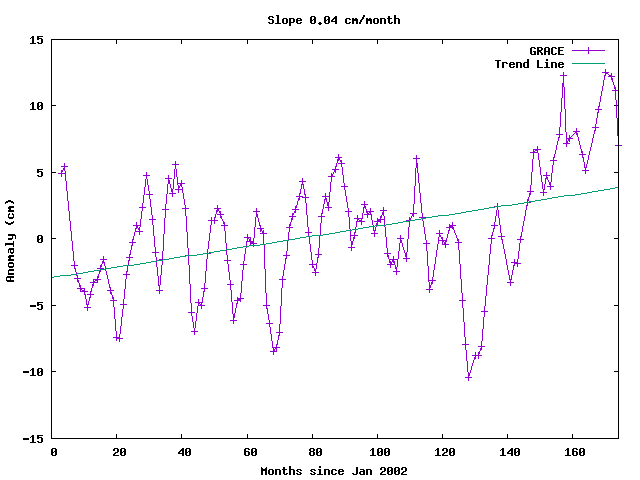 Slope 0.04 cm/month
GRACE
Trend Line
15
10
5
0
-5
-10
-15
Anomaly (cm)
0 20 40 60 80 100 120 140 160
Months since Jan 2002